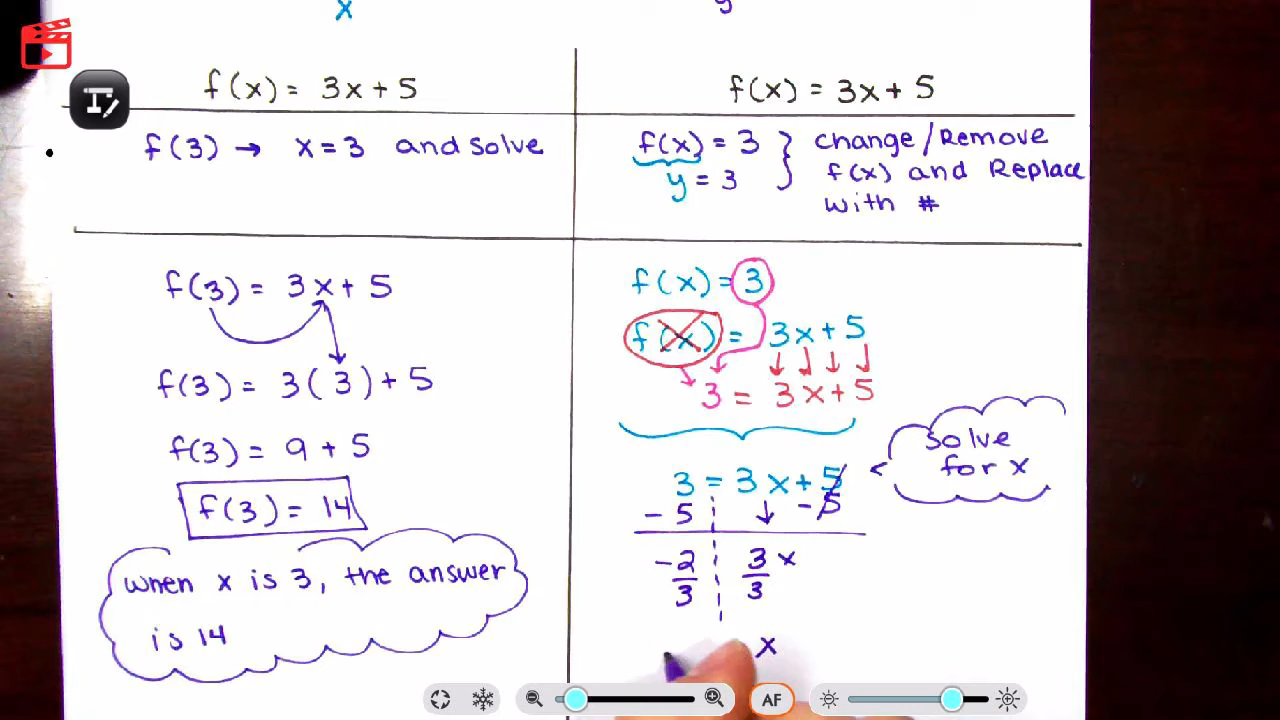 x
y
f(x) = 3x + 5
f(3) → x = 3 and solve
f(3) = 3x + 5
f(3) = 3(3) + 5
f(3) = 9 + 5
f(3) = 14
when x is 3, the answer
is 14
f(x) = 3x + 5
f(x) = 3
y = 3
change/Remove
f(x) and Replace
with #
f(x) = 3
f(x) = 3x + 5
3 = 3x + 5
3 = 3x + 5
- 5 - 5
-2 3x
3 3
x
solve
for x
AF